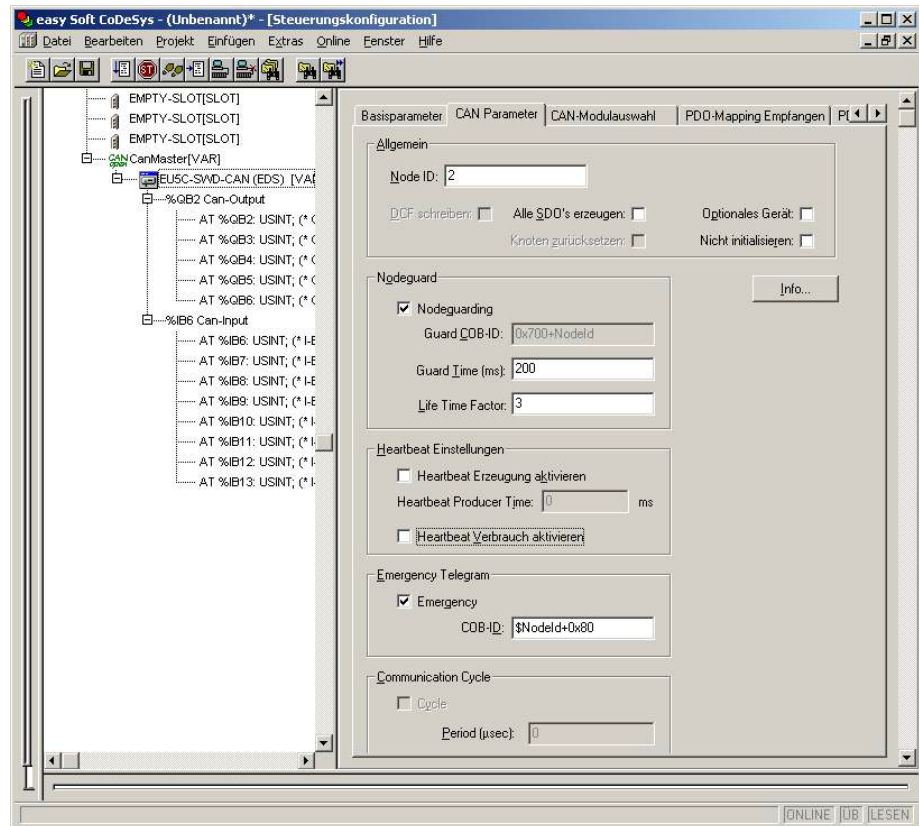 easy Soft CoDeSys - (Unbenannt)* - [Steuerungskonfiguration]
Datei Bearbeiten Projekt Einfügen Extras Online Fenster Hilfe
EMPTY-SLOT[SLOT]
EMPTY-SLOT[SLOT]
EMPTY-SLOT[SLOT]
CAN open CanMaster[VAR]
EU5C-SWD-CAN (EDS) [VAR
%QB2 Can-Output
AT %QB2: USINT; (*
AT %QB3: USINT; (*
AT %QB4: USINT; (*
AT %QB5: USINT; (*
AT %QB6: USINT; (*
%IB6 Can-Input
AT %IB6: USINT; (* I-E
AT %IB7: USINT; (* I-E
AT %IB8: USINT; (* I-E
AT %IB9: USINT; (* I-E
AT %IB10: USINT; (* I-
AT %IB11: USINT; (* I-
AT %IB12: USINT; (* I-
AT %IB13: USINT; (* I-
Basisparameter CAN Parameter CAN-Modulauswahl PDO-Mapping Empfangen
Allgemein
Node ID: 2
DCF schreiben: Alle SDO's erzeugen: Optionales Gerät:
Knoten zurücksetzen: Nicht initialisieren:
Nodeguard
Info...
Nodeguarding
Guard COB-ID: 0x700+NodeId
Guard Time (ms): 200
Life Time Factor: 3
Heartbeat Einstellungen
Heartbeat Erzeugung aktivieren
Heartbeat Producer Time: 0 ms
Heartbeat Verbrauch aktivieren
Emergency Telegram
Emergency
COB-ID: $NodeId+0x80
Communication Cycle
Cycle
Period (µsec): 0
ONLINE ÜB LESEN